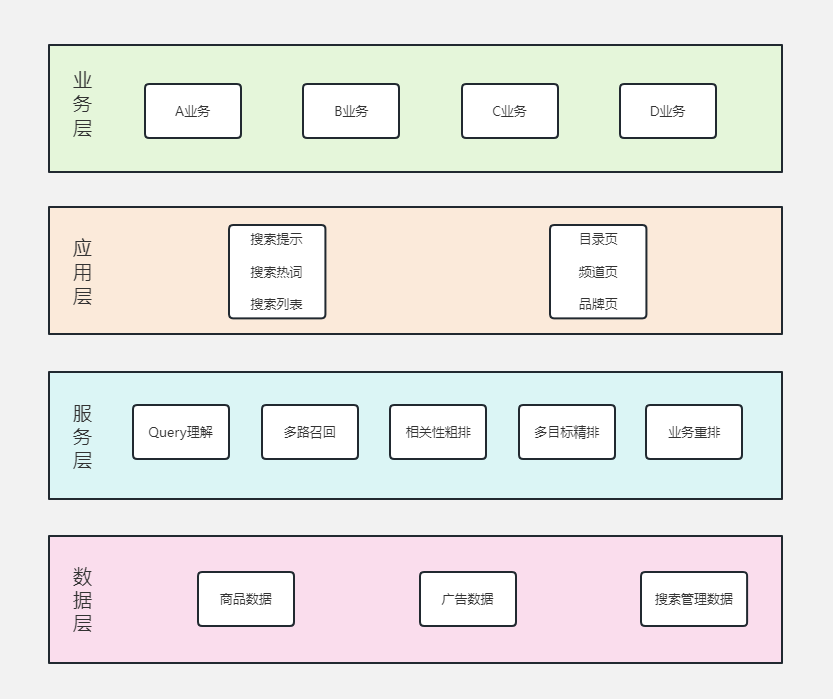 业务层
A业务
B业务
C业务
D业务
应用层
搜索提示
搜索热词
搜索列表
目录页
频道页
品牌页
服务层
Query理解
多路召回
相关性粗排
多目标精排
业务重排
数据层
商品数据
广告数据
搜索管理数据